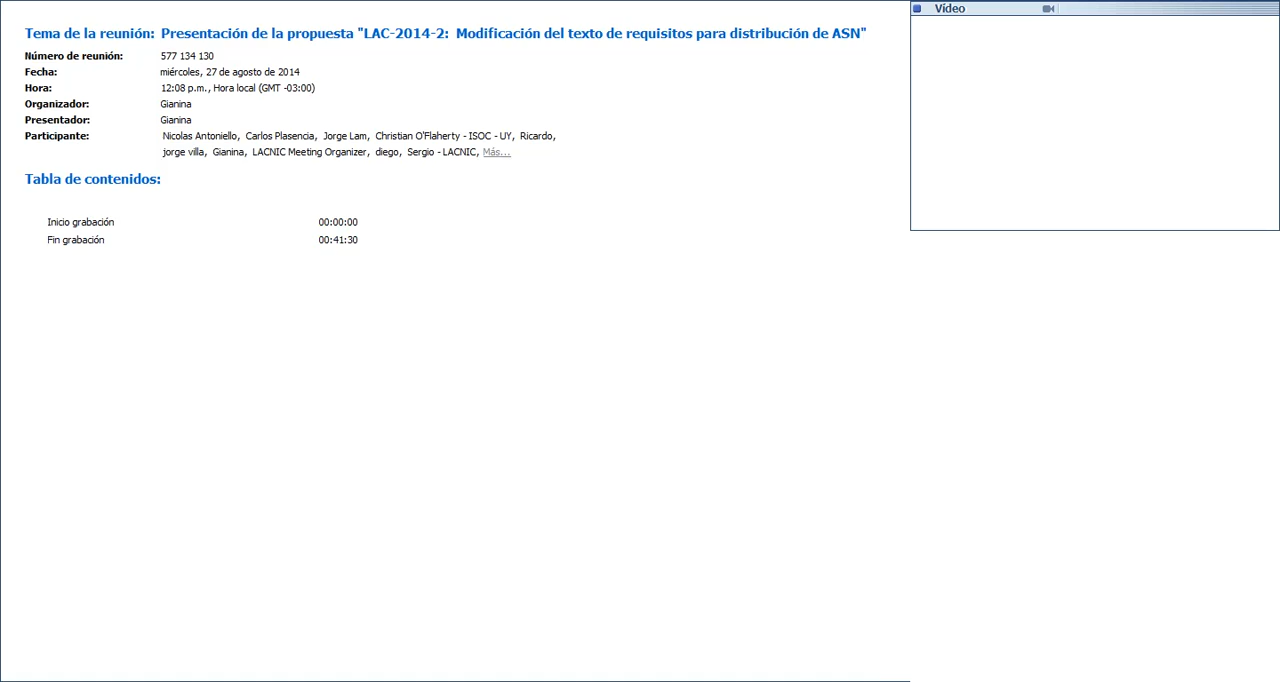 Vídeo
Tema de la reunión: Presentación de la propuesta "LAC-2014-2: Modificación del texto de requisitos para distribución de ASN"
Número de reunión: 577 134 130
Fecha: miércoles, 27 de agosto de 2014
Hora: 12:08 p.m., Hora local (GMT -03:00)
Organizador: Gianina
Presentador: Gianina
Participante: Nicolas Antoniello, Carlos Plasencia, Jorge Lam, Christian O'Flaherty - ISOC - UY, Ricardo,
jorge villa, Gianina, LACNIC Meeting Organizer, diego, Sergio - LACNIC, Más...
Tabla de contenidos:
Inicio grabación 00:00:00
Fin grabación 00:41:30